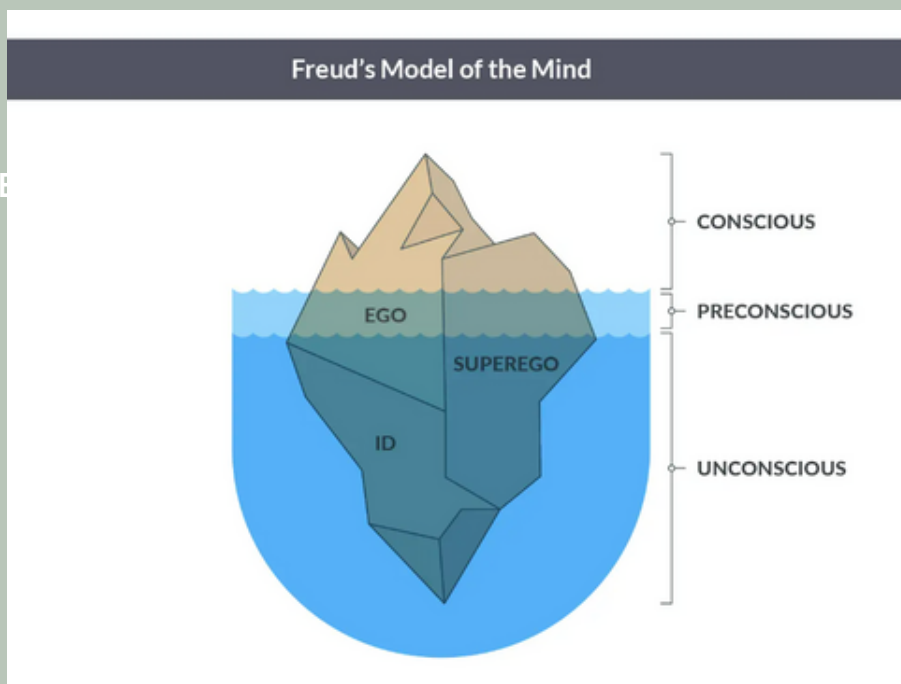 Freud's Model of the Mind
CONSCIOUS
EGO
PRECONSCIOUS
SUPEREGO
ID
UNCONSCIOUS